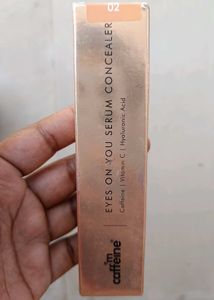 02
EYES ON YOU SERUM CONCEALER
Caffeine | Vitamin C | Hyaluronic Acid
mcaffeine